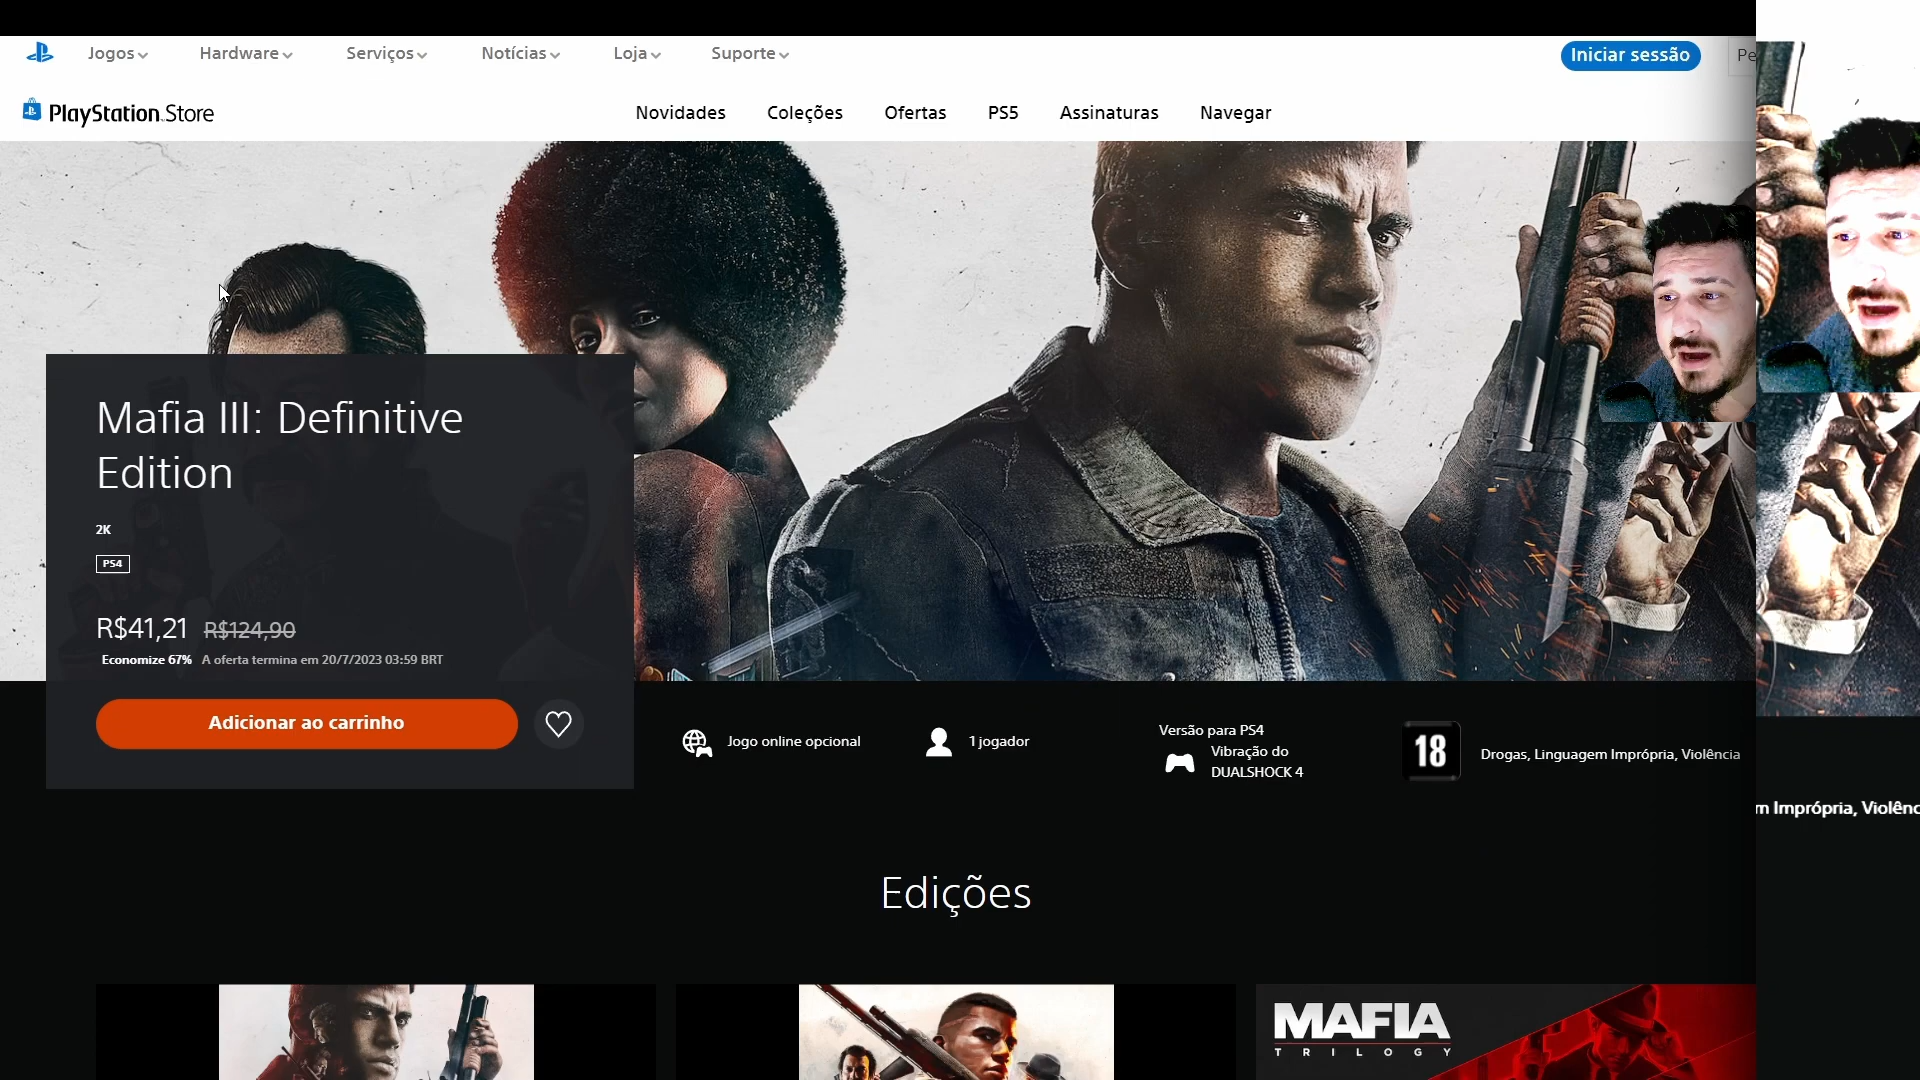 Jogos
Hardware
Serviços
Notícias
Loja
Suporte
Iniciar sessão
Pe
PlayStation Store
Novidades
Coleções
Ofertas
PS5
Assinaturas
Navegar
Mafia III: Definitive
Edition
2K
PS4
R$41,21 R$124,90
Economize 67% A oferta termina em 20/7/2023 03:59 BRT
Adicionar ao carrinho
Jogo online opcional
1 jogador
Versão para PS4
Vibração do
DUALSHOCK 4
18
Drogas, Linguagem Imprópria, Violência
m Imprópria, Violênc
Edições
MAFIA
TRILOGY